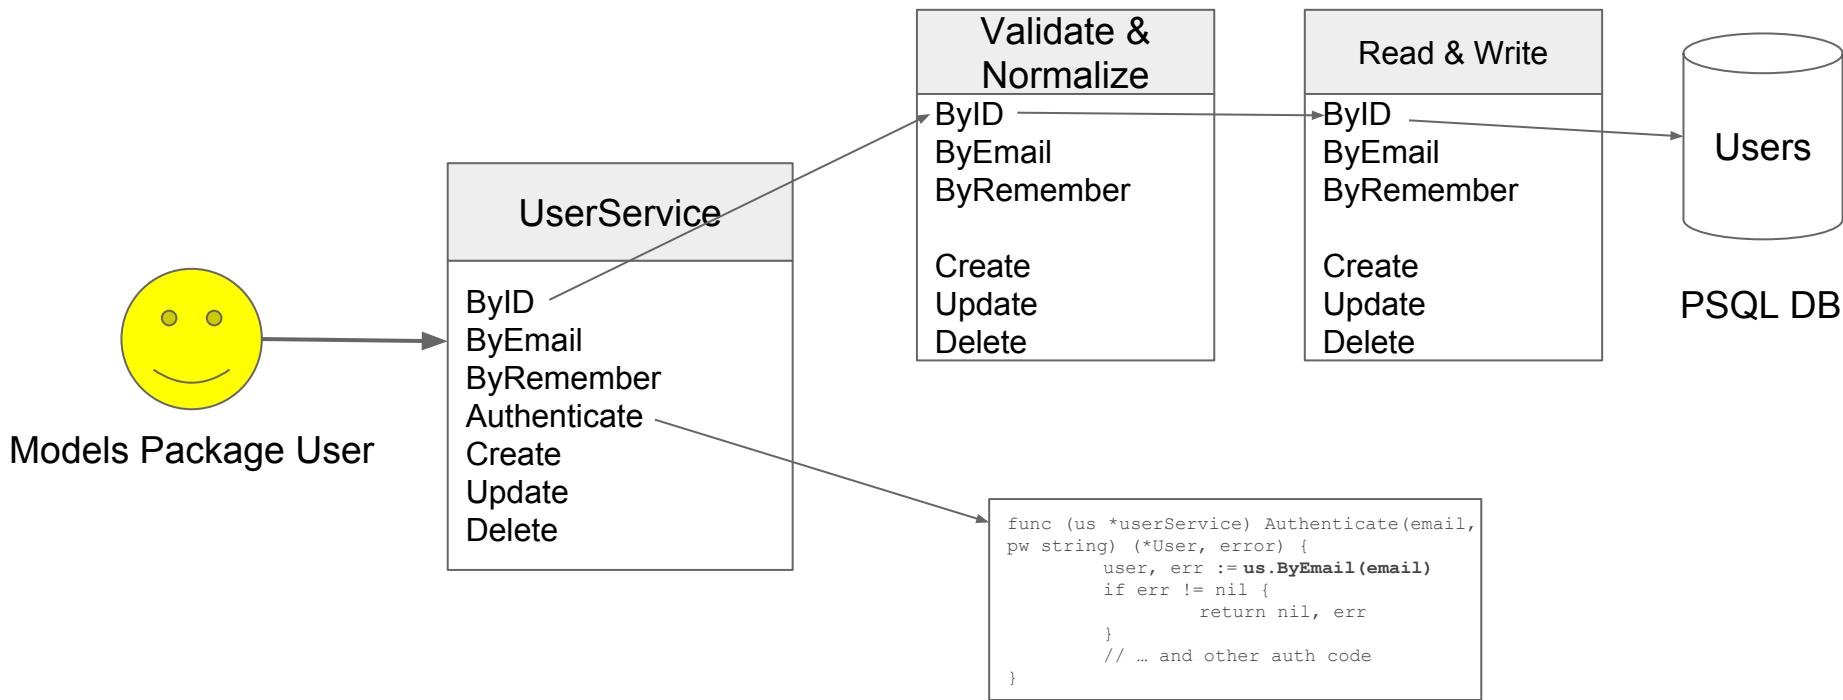 Models Package User
UserService
ByID
ByEmail
ByRemember
Authenticate
Create
Update
Delete
Validate &
Normalize
ByID
ByEmail
ByRemember
Create
Update
Delete
Read & Write
ByID
ByEmail
ByRemember
Create
Update
Delete
Users
PSQL DB
func (us *userService) Authenticate(email,
pw string) (*User, error) {
user, err := us.ByEmail(email)
if err != nil {
return nil, err
}
// … and other auth code
}